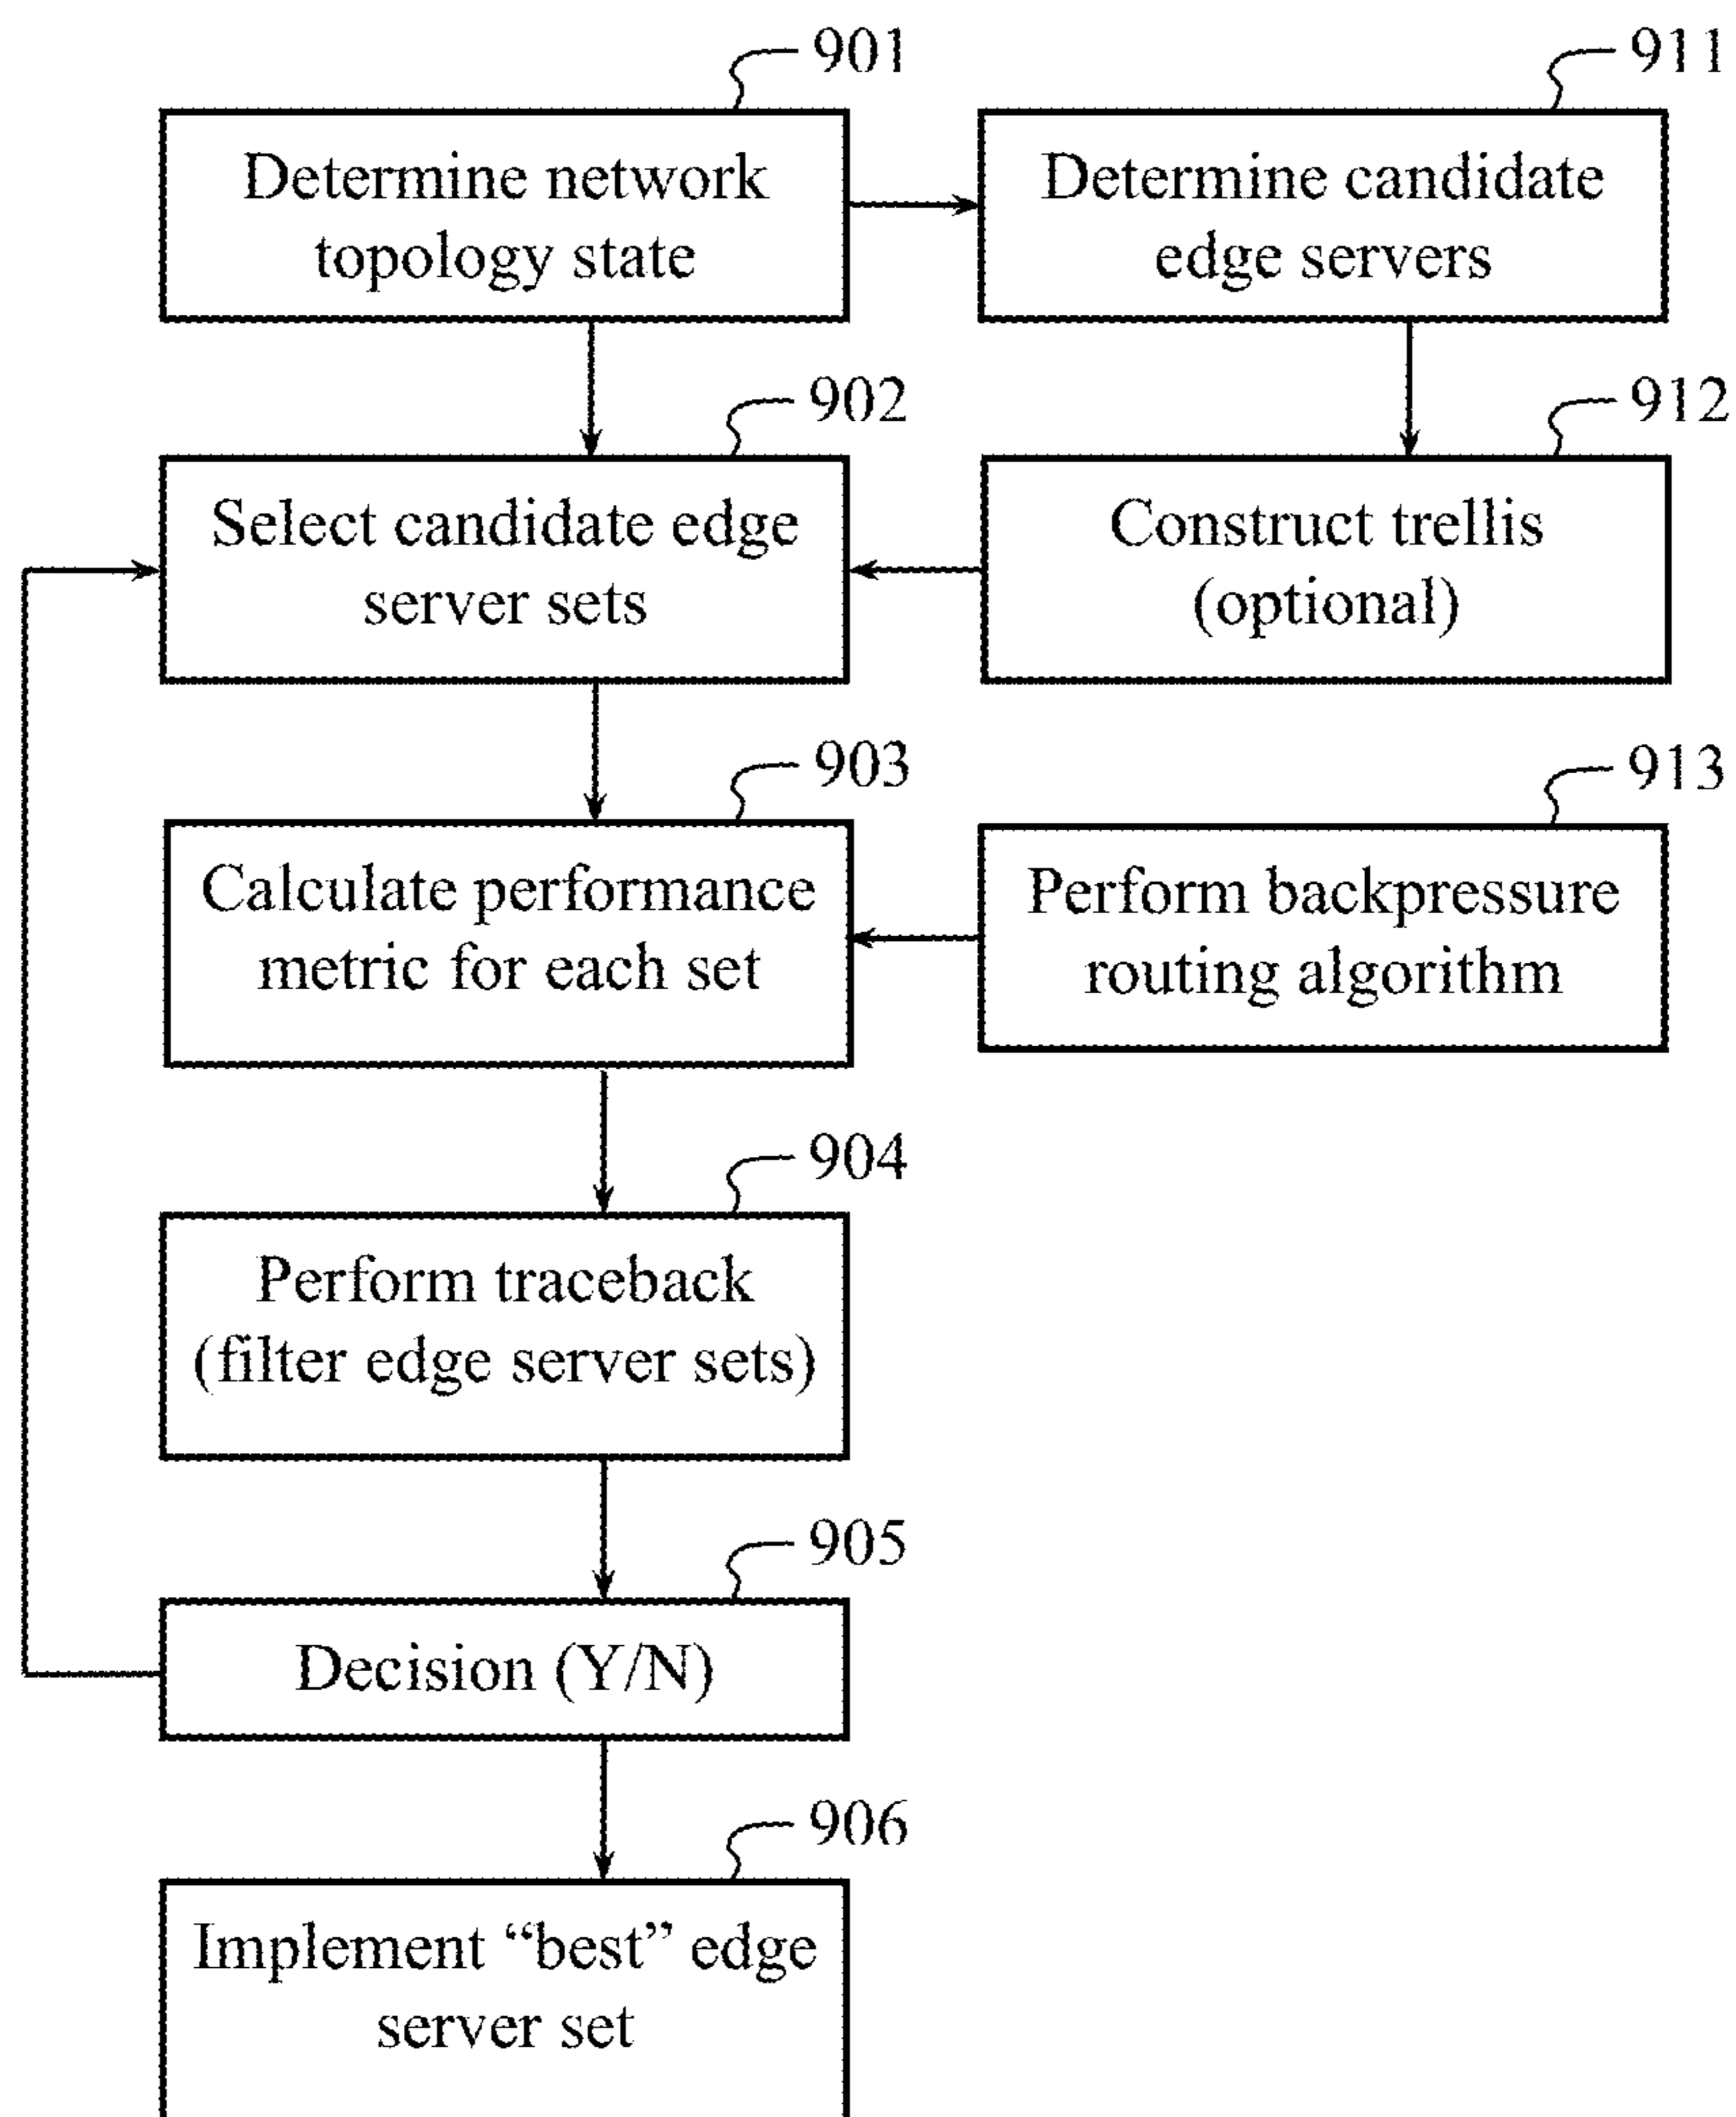 901
Determine network
topology state
911
Determine candidate
edge servers
902
Select candidate edge
server sets
912
Construct trellis
(optional)
903
Calculate performance
metric for each set
913
Perform backpressure
routing algorithm
904
Perform traceback
(filter edge server sets)
905
Decision (Y/N)
906
Implement “best” edge
server set